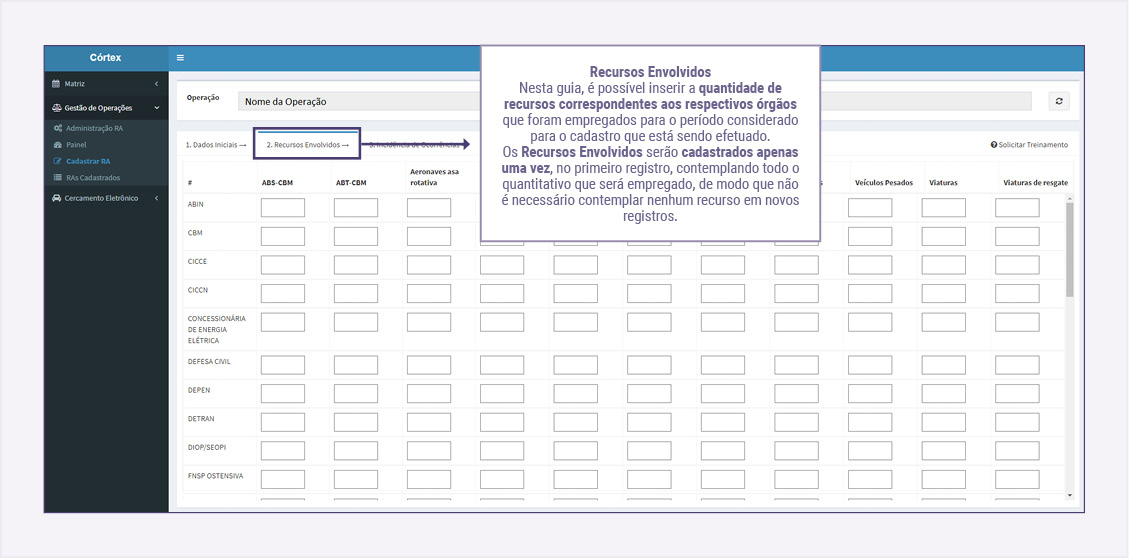 Córtex
Matriz
Gestão de Operações
Administração RA
Painel
Cadastrar RA
RAs Cadastrados
Cercamento Eletrônico
Operação
Nome da Operação
1. Dados Iniciais →
2. Recursos Envolvidos →
3. Incidência de Ocorrências
Solicitar Treinamento
Recursos Envolvidos
Nesta guia, é possível inserir a quantidade de
recursos correspondentes aos respectivos órgãos
que foram empregados para o período considerado
para o cadastro que está sendo efetuado.
Os Recursos Envolvidos serão cadastrados apenas
uma vez, no primeiro registro, contemplando todo o
quantitativo que será empregado, de modo que não
é necessário contemplar nenhum recurso em novos
registros.
# ABS-CBM ABT-CBM Aeronaves asa rotativa Veículos Pesados Viaturas Viaturas de resgate
ABIN
CBM
CICCE
CICCN
CONCESSIONÁRIA
DE ENERGIA
ELÉTRICA
DEFESA CIVIL
DEPEN
DETRAN
DIOP/SEOPI
FNSP OSTENSIVA